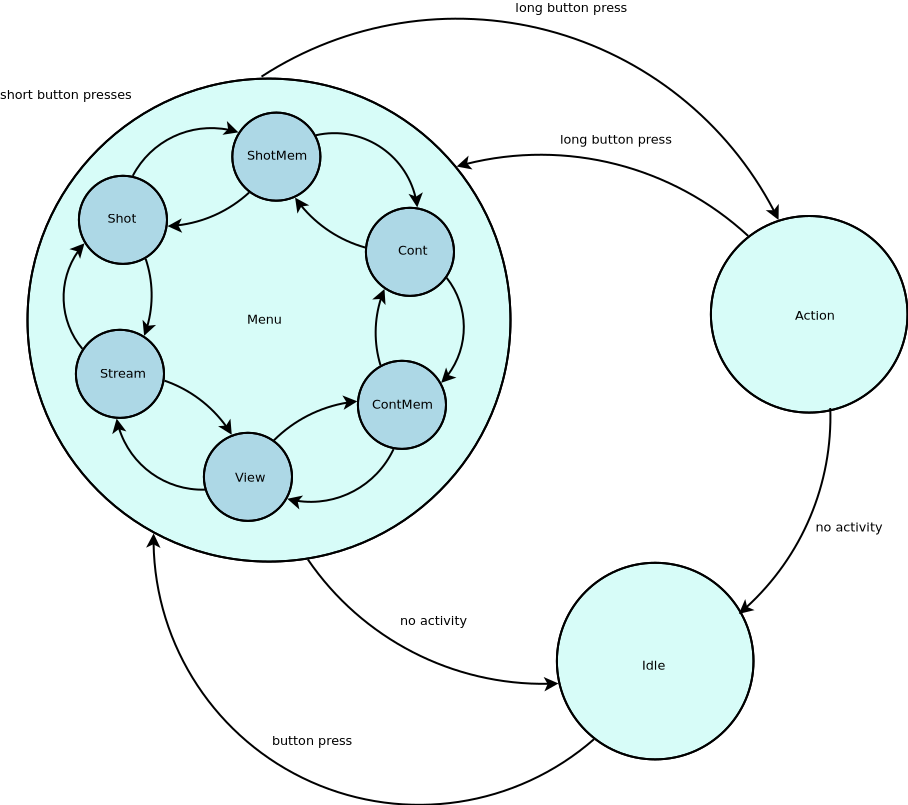 long button press
short button presses
long button press
ShotMem
Shot
Cont
Menu
Action
Stream
ContMem
View
no activity
no activity
Idle
button press